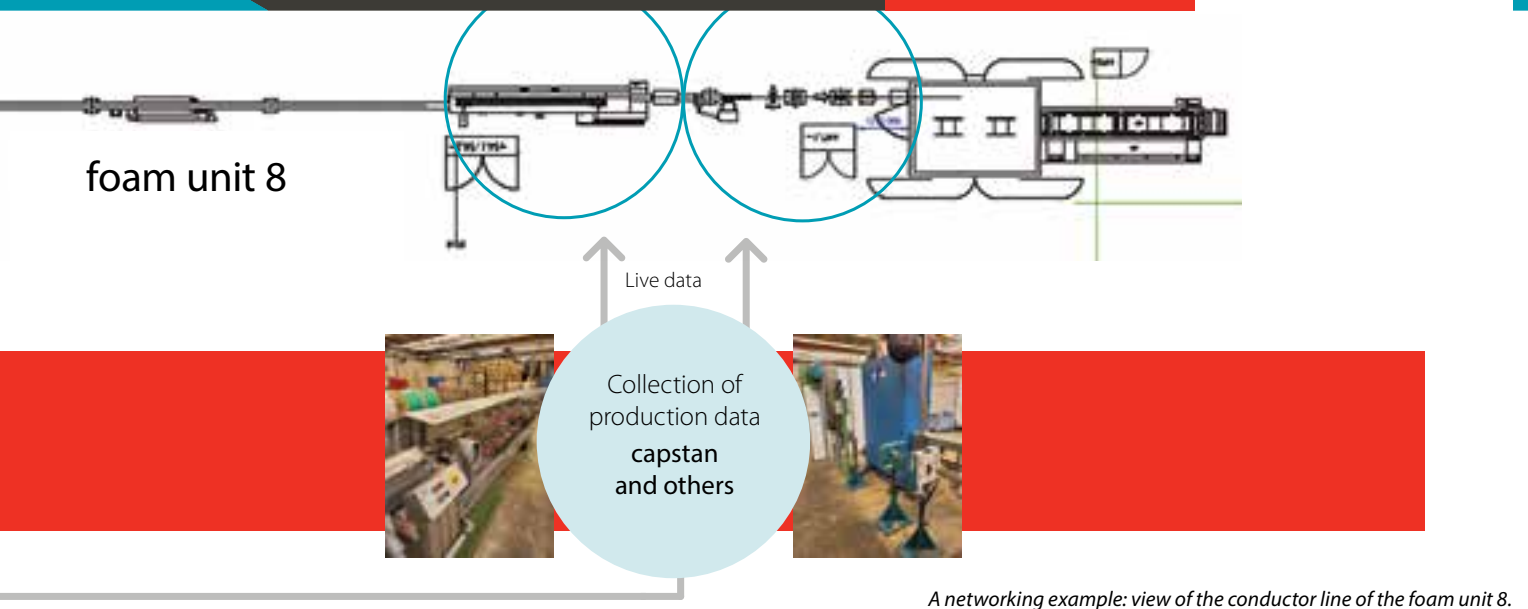 foam unit 8
Live data
Collection of
production data
capstan
and others
A networking example: view of the conductor line of the foam unit 8.